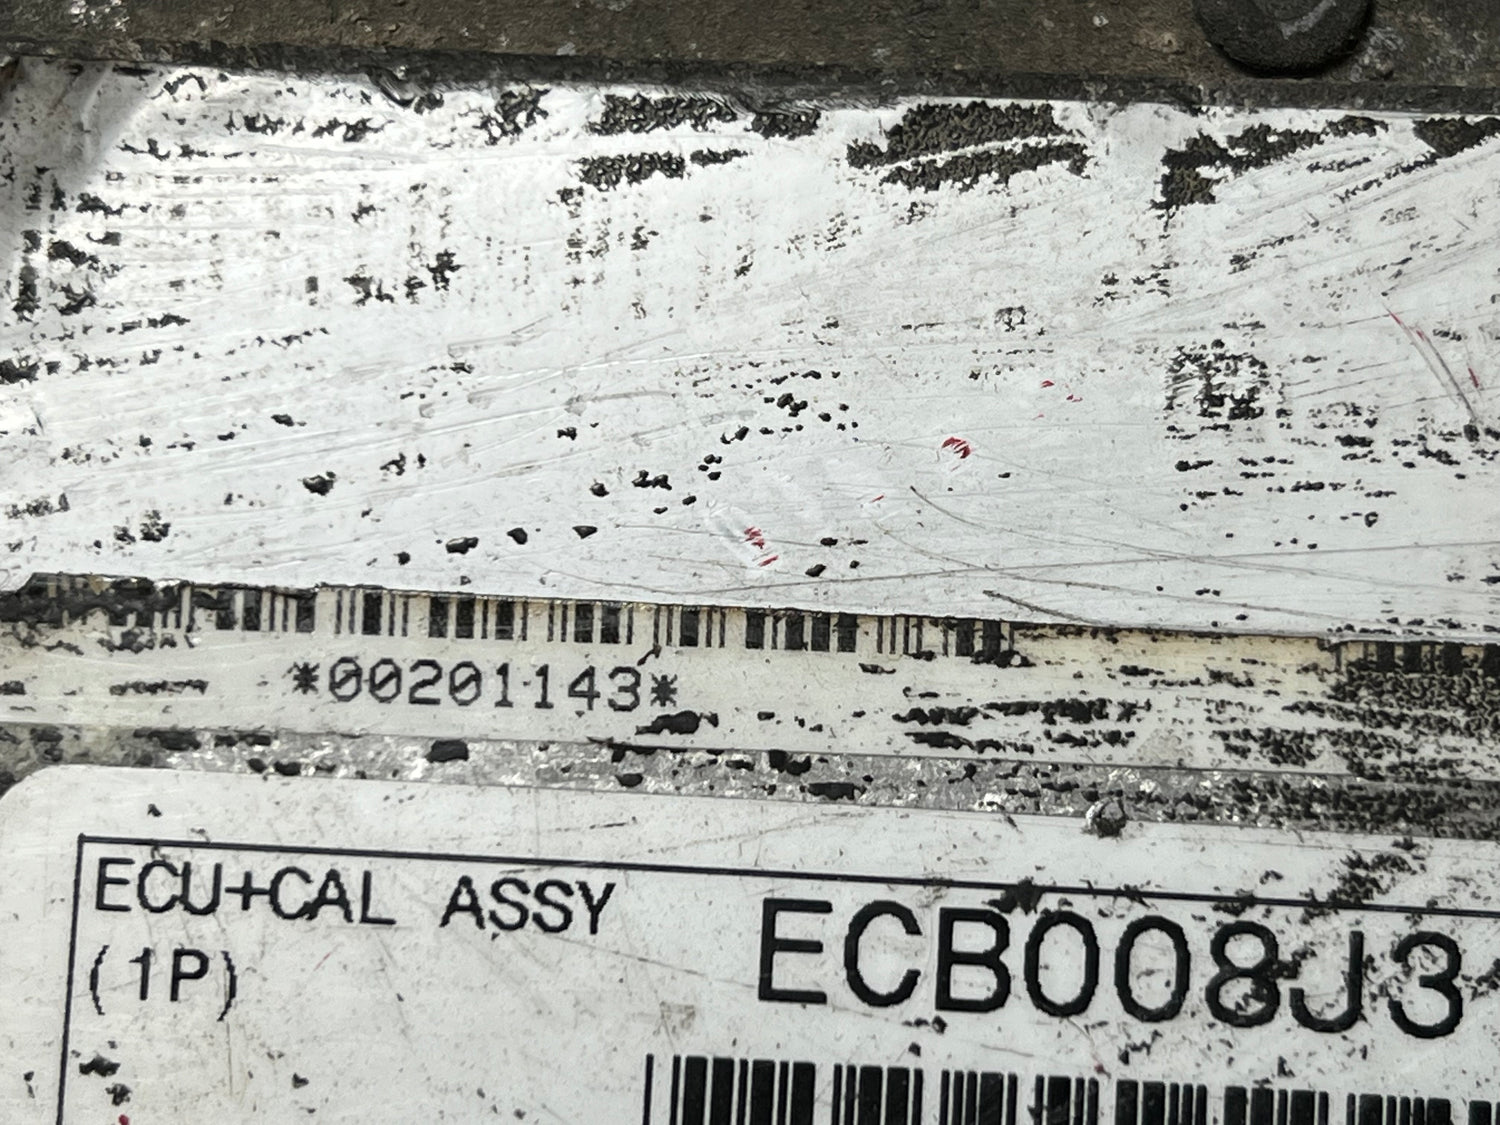 *00201143*
ECU+CAL ASSY
(1P)
ECB008J3